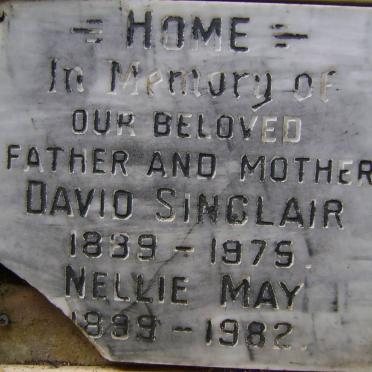 = HOME =
In Memory of
OUR BELOVED
FATHER AND MOTHER
DAVID SINCLAIR
1899 - 1975.
NELLIE MAY
1899 - 1982.